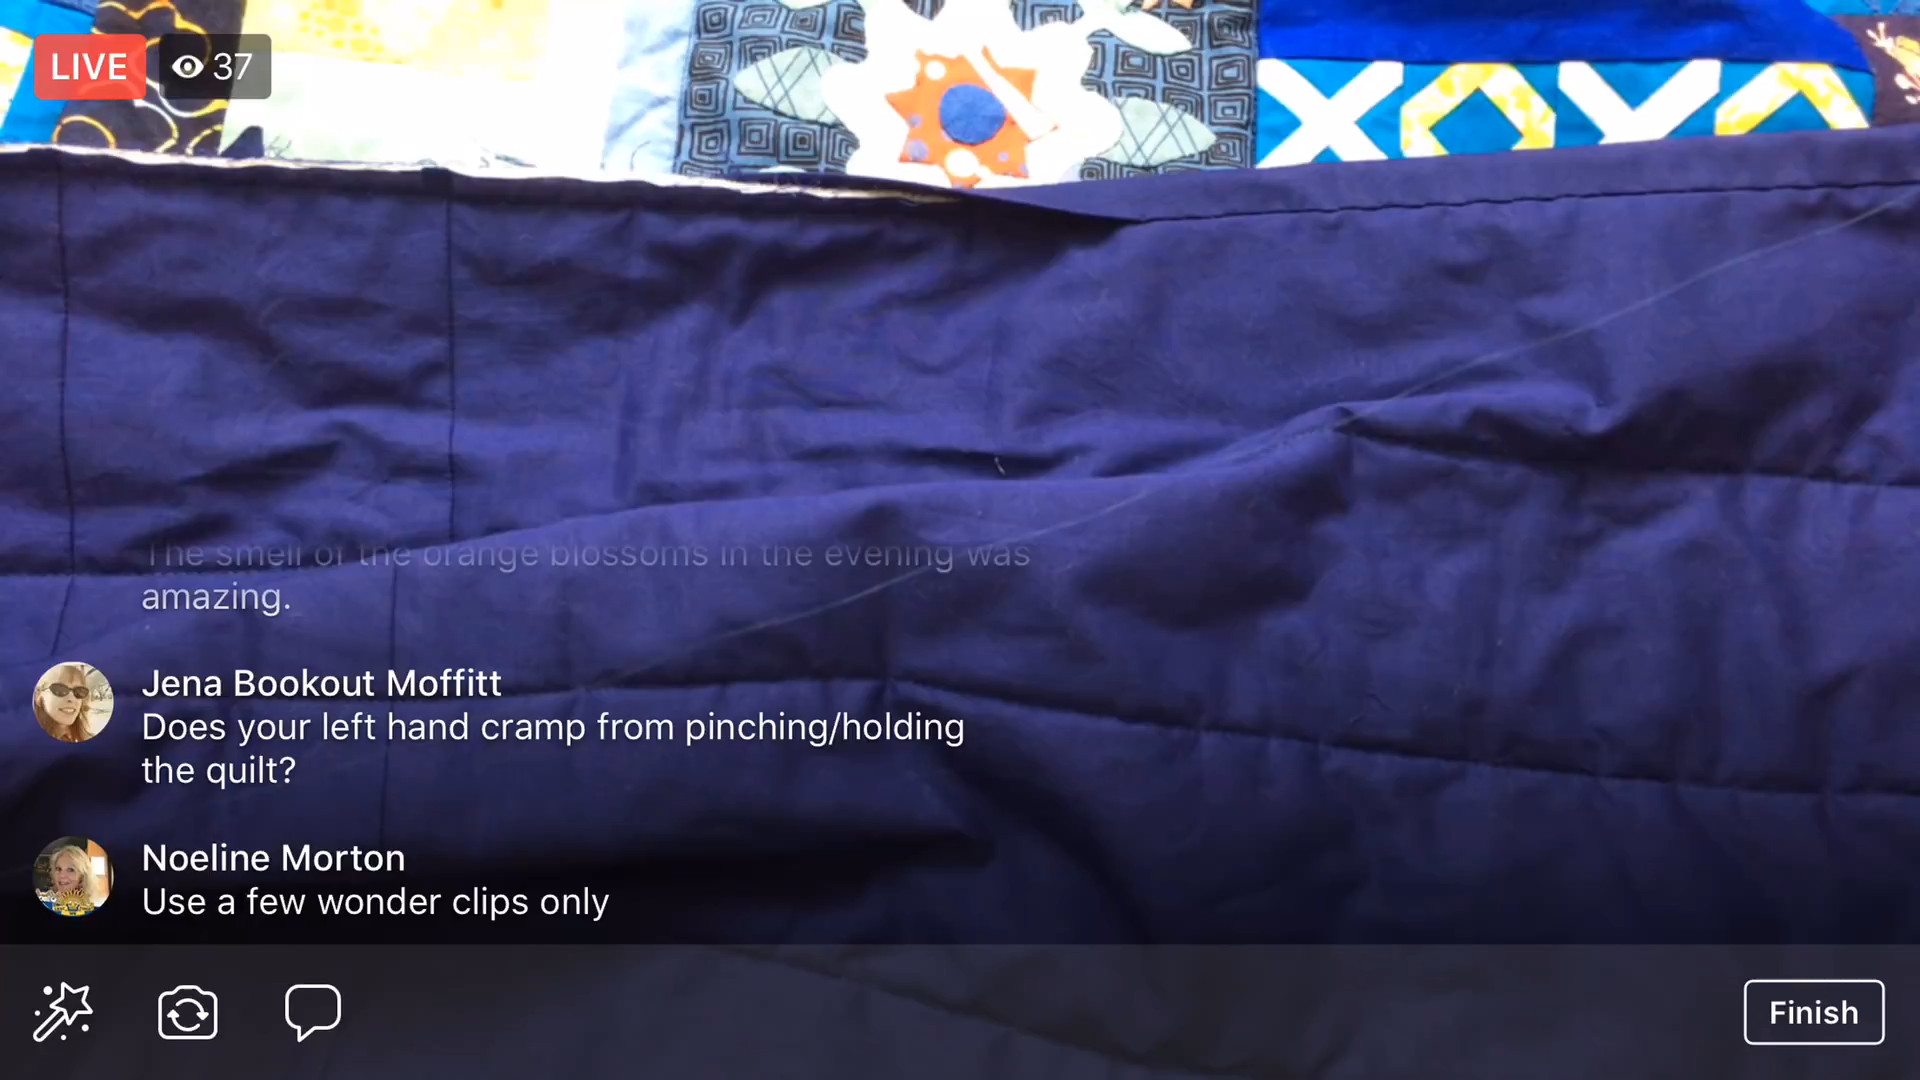 LIVE 37
XOXO
The smell of the orange blossoms in the evening was
amazing.
Jena Bookout Moffitt
Does your left hand cramp from pinching/holding
the quilt?
Noeline Morton
Use a few wonder clips only
Finish